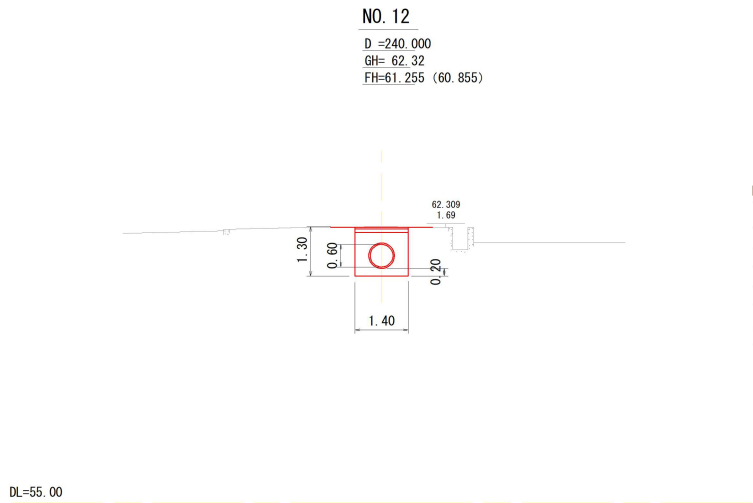 NO. 12
D =240.000
GH= 62.32
FH=61.255 (60.855)
62.309
1.69
1.30
0.60
0.20
1.40
DL=55.00